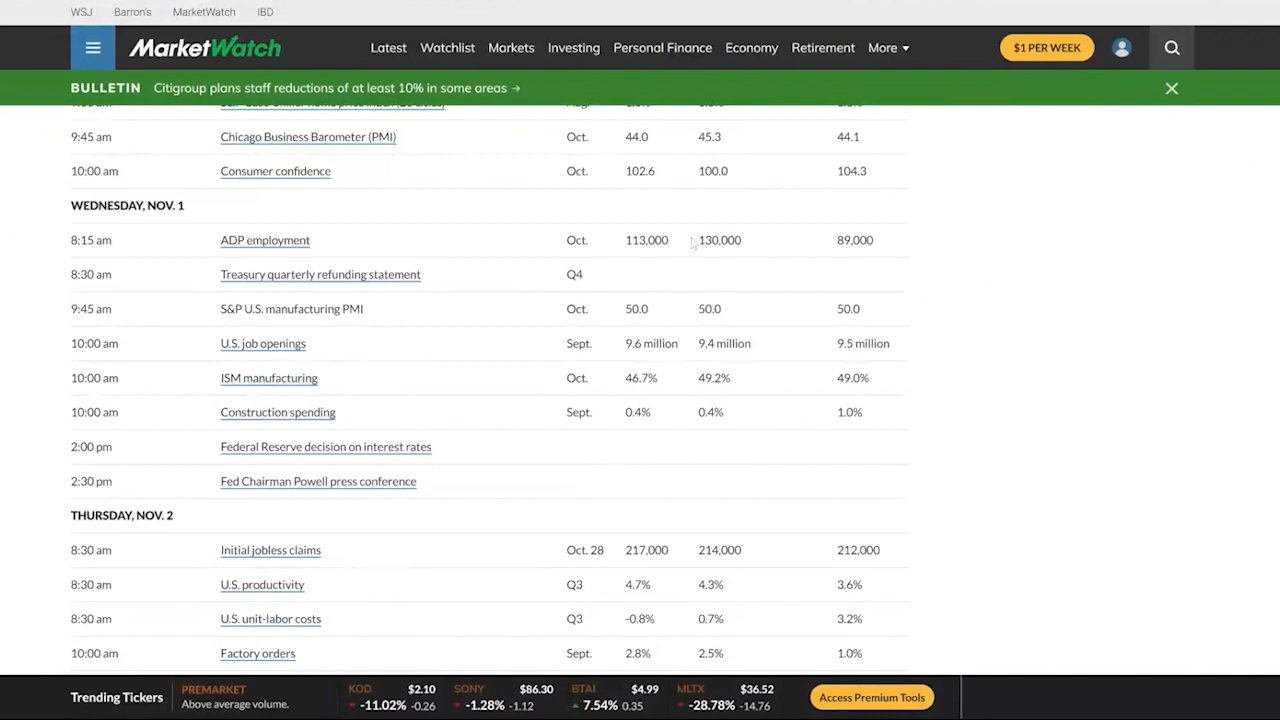 WSJ Barron's MarketWatch IBD
MarketWatch Latest Watchlist Markets Investing Personal Finance Economy Retirement More $1 PER WEEK
BULLETIN Citigroup plans staff reductions of at least 10% in some areas →
9:45 am Chicago Business Barometer (PMI) Oct. 44.0 45.3 44.1
10:00 am Consumer confidence Oct. 102.6 100.0 104.3
WEDNESDAY, NOV. 1
8:15 am ADP employment Oct. 113,000 130,000 89,000
8:30 am Treasury quarterly refunding statement Q4
9:45 am S&P U.S. manufacturing PMI Oct. 50.0 50.0 50.0
10:00 am U.S. job openings Sept. 9.6 million 9.4 million 9.5 million
10:00 am ISM manufacturing Oct. 46.7% 49.2% 49.0%
10:00 am Construction spending Sept. 0.4% 0.4% 1.0%
2:00 pm Federal Reserve decision on interest rates
2:30 pm Fed Chairman Powell press conference
THURSDAY, NOV. 2
8:30 am Initial jobless claims Oct. 28 217,000 214,000 212,000
8:30 am U.S. productivity Q3 4.7% 4.3% 3.6%
8:30 am U.S. unit-labor costs Q3 -0.8% 0.7% 3.2%
10:00 am Factory orders Sept. 2.8% 2.5% 1.0%
Trending Tickers PREMARKET KOD $2.10 SONY $86.30 BTAI $4.99 MLTX $36.52 Access Premium Tools
Above average volume. -11.02% -0.26 -1.28% -1.12 7.54% 0.35 -28.78% -14.76